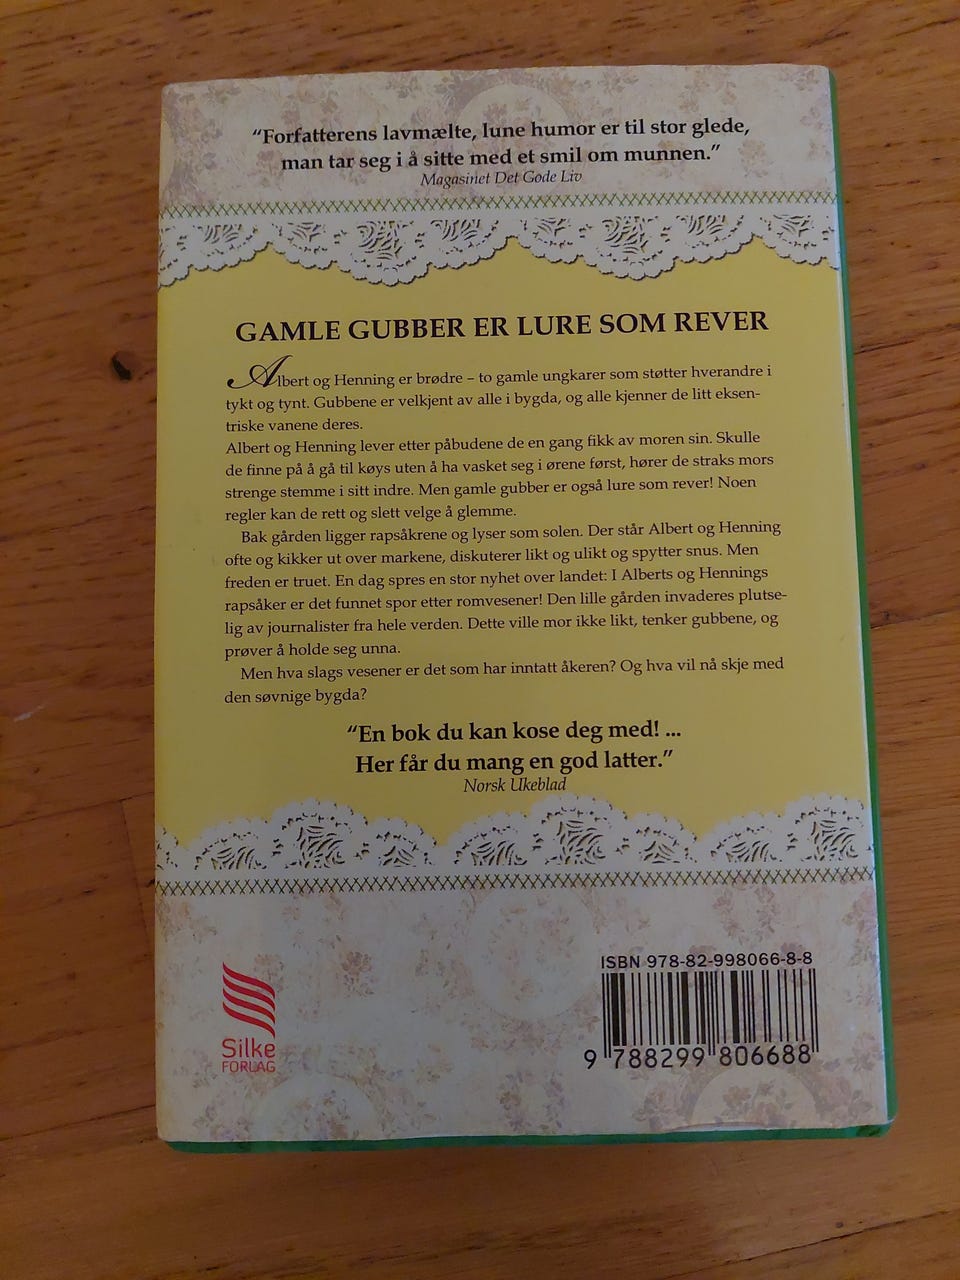 “Forfatterens lavmælte, lune humor er til stor glede,
man tar seg i å sitte med et smil om munnen.”
Magasinet Det Gode Liv
GAMLE GUBBER ER LURE SOM REVER
Albert og Henning er brødre – to gamle ungkarer som støtter hverandre i
tykt og tynt. Gubbene er velkjent av alle i bygda, og alle kjenner de litt eksen-
triske vanene deres.
Albert og Henning lever etter påbudene de en gang fikk av moren sin. Skulle
de finne på å gå til køys uten å ha vasket seg i ørene først, hører de straks mors
strenge stemme i sitt indre. Men gamle gubber er også lure som rever! Noen
regler kan de rett og slett velge å glemme.
Bak gården ligger rapsåkrene og lyser som solen. Der står Albert og Henning
ofte og kikker ut over markene, diskuterer likt og ulikt og spytter snus. Men
freden er truet. En dag spres en stor nyhet over landet: I Alberts og Hennings
rapsåker er det funnet spor etter romvesener! Den lille gården invaderes plutse-
lig av journalister fra hele verden. Dette ville mor ikke likt, tenker gubbene, og
prøver å holde seg unna.
Men hva slags vesener er det som har inntatt åkeren? Og hva vil nå skje med
den søvnige bygda?
“En bok du kan kose deg med! ...
Her får du mang en god latter.”
Norsk Ukeblad
Silke
FORLAG
ISBN 978-82-998066-8-8
9 788299 806688